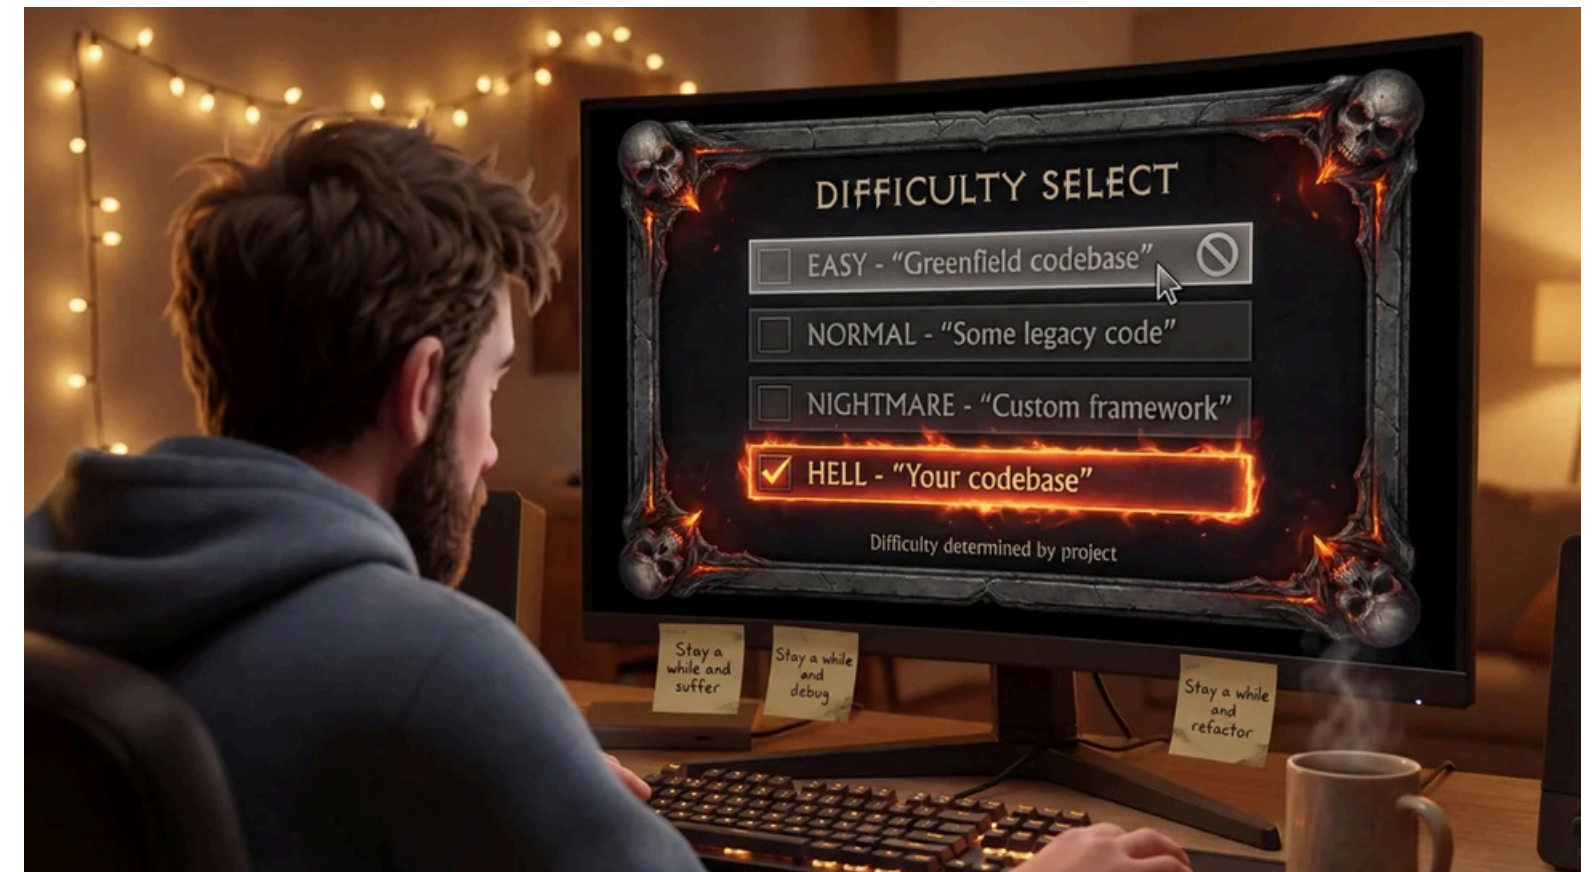 DIFFICULTY SELECT
EASY - “Greenfield codebase”
NORMAL - “Some legacy code”
NIGHTMARE - “Custom framework”
HELL - “Your codebase”
Difficulty determined by project
Stay a
while and
suffer
Stay a while
and
debug
Stay a while
and
refactor